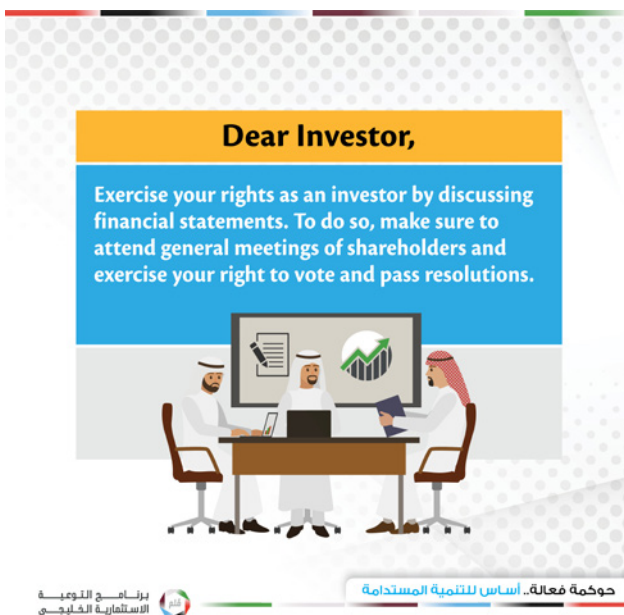 Dear Investor,
Exercise your rights as an investor by discussing
financial statements. To do so, make sure to
attend general meetings of shareholders and
exercise your right to vote and pass resolutions.
حوكمة فعالة.. أساس للتنمية المستدامة
برنامج التوعية
الاستثمارية الخليجي